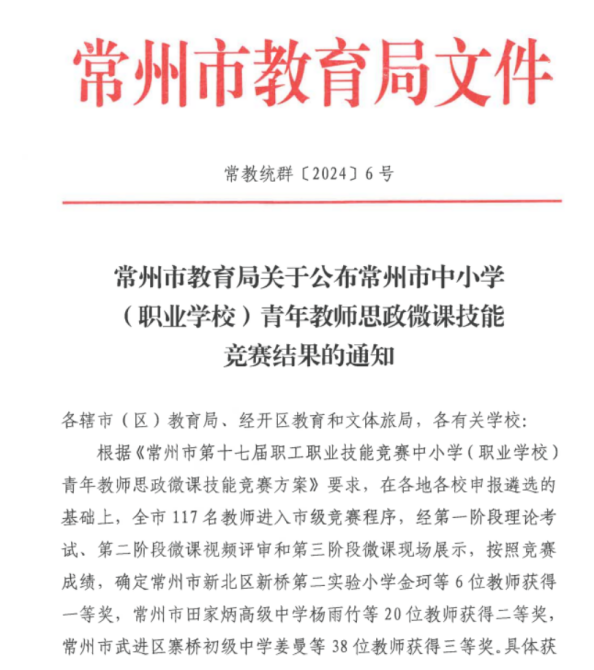 常州市教育局文件
常教统群〔2024〕6 号
常州市教育局关于公布常州市中小学
（职业学校）青年教师思政微课技能
竞赛结果的通知
各辖市（区）教育局、经开区教育和文体旅局，各有关学校：
根据《常州市第十七届职工职业技能竞赛中小学（职业学校）
青年教师思政微课技能竞赛方案》要求，在各地各校申报遴选的
基础上，全市 117 名教师进入市级竞赛程序，经第一阶段理论考
试、第二阶段微课视频评审和第三阶段微课现场展示，按照竞赛
成绩，确定常州市新北区新桥第二实验小学金珂等 6 位教师获得
一等奖，常州市田家炳高级中学杨雨竹等 20 位教师获得二等奖，
常州市武进区寨桥初级中学姜曼等 38 位教师获得三等奖。具体获